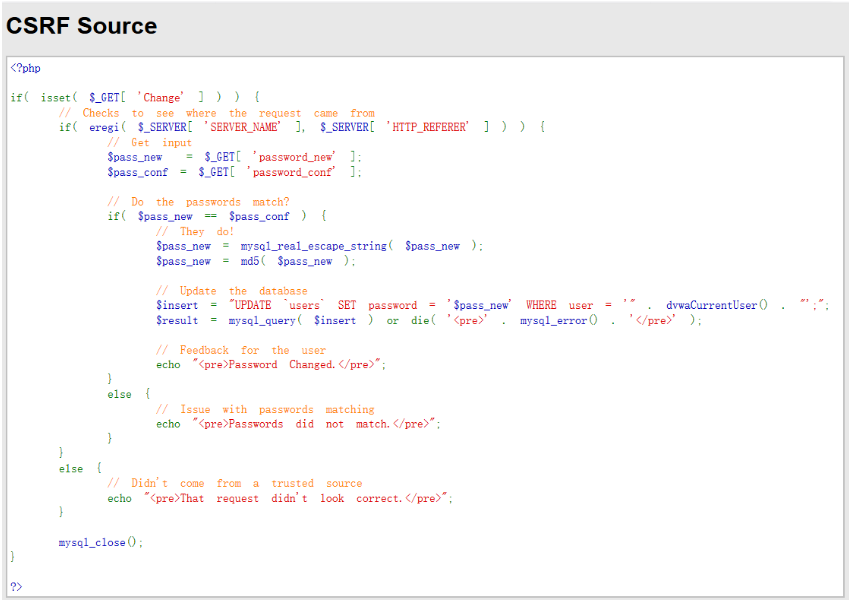 CSRF Source
<?php
if( isset( $_GET[ 'Change' ] ) ) {
// Checks to see where the request came from
if( eregi( $_SERVER[ 'SERVER_NAME' ], $_SERVER[ 'HTTP_REFERER' ] ) ) {
// Get input
$pass_new = $_GET[ 'password_new' ];
$pass_conf = $_GET[ 'password_conf' ];
// Do the passwords match?
if( $pass_new == $pass_conf ) {
// They do!
$pass_new = mysql_real_escape_string( $pass_new );
$pass_new = md5( $pass_new );
// Update the database
$insert = "UPDATE `users` SET password = '$pass_new' WHERE user = '" . dvwaCurrentUser() . "';";
$result = mysql_query( $insert ) or die( '<pre>' . mysql_error() . '</pre>' );
// Feedback for the user
echo "<pre>Password Changed.</pre>";
}
else {
// Issue with passwords matching
echo "<pre>Passwords did not match.</pre>";
}
}
else {
// Didn't come from a trusted source
echo "<pre>That request didn't look correct.</pre>";
}
mysql_close();
}
?>